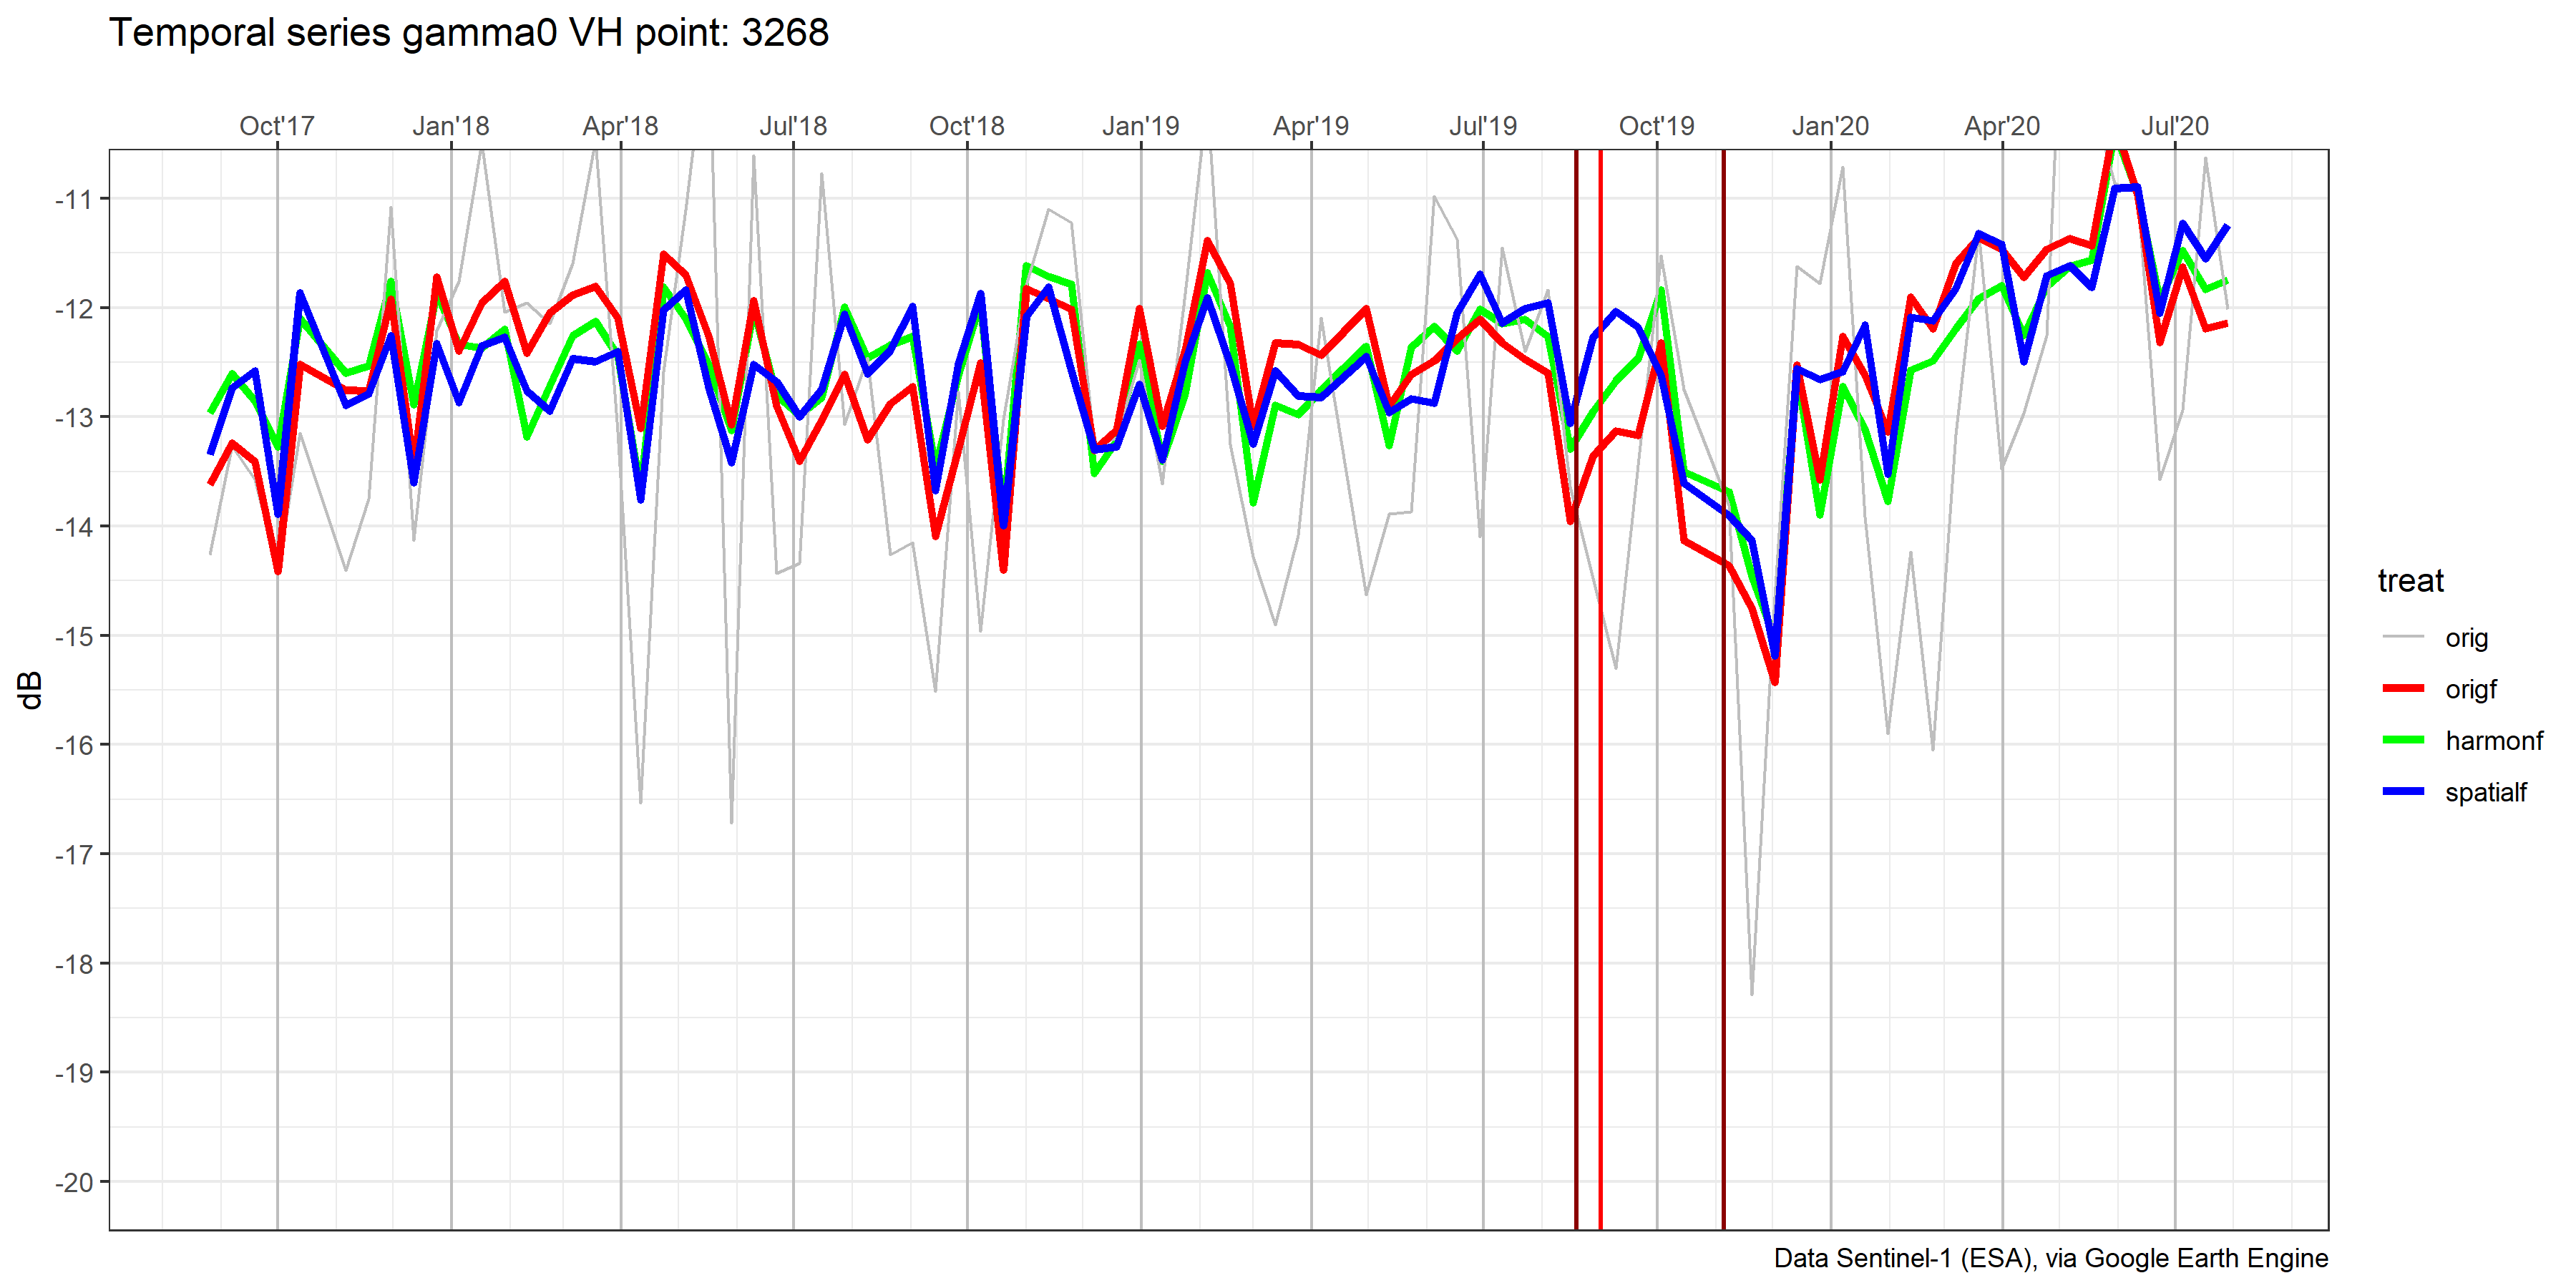 Temporal series gamma0 VH point: 3268
Oct'17 Jan'18 Apr'18 Jul'18 Oct'18 Jan'19 Apr'19 Jul'19 Oct'19 Jan'20 Apr'20 Jul'20
-11
-12
-13
-14
-15
-16
-17
-18
-19
-20
dB
treat
orig
origf
harmonf
spatialf
Data Sentinel-1 (ESA), via Google Earth Engine